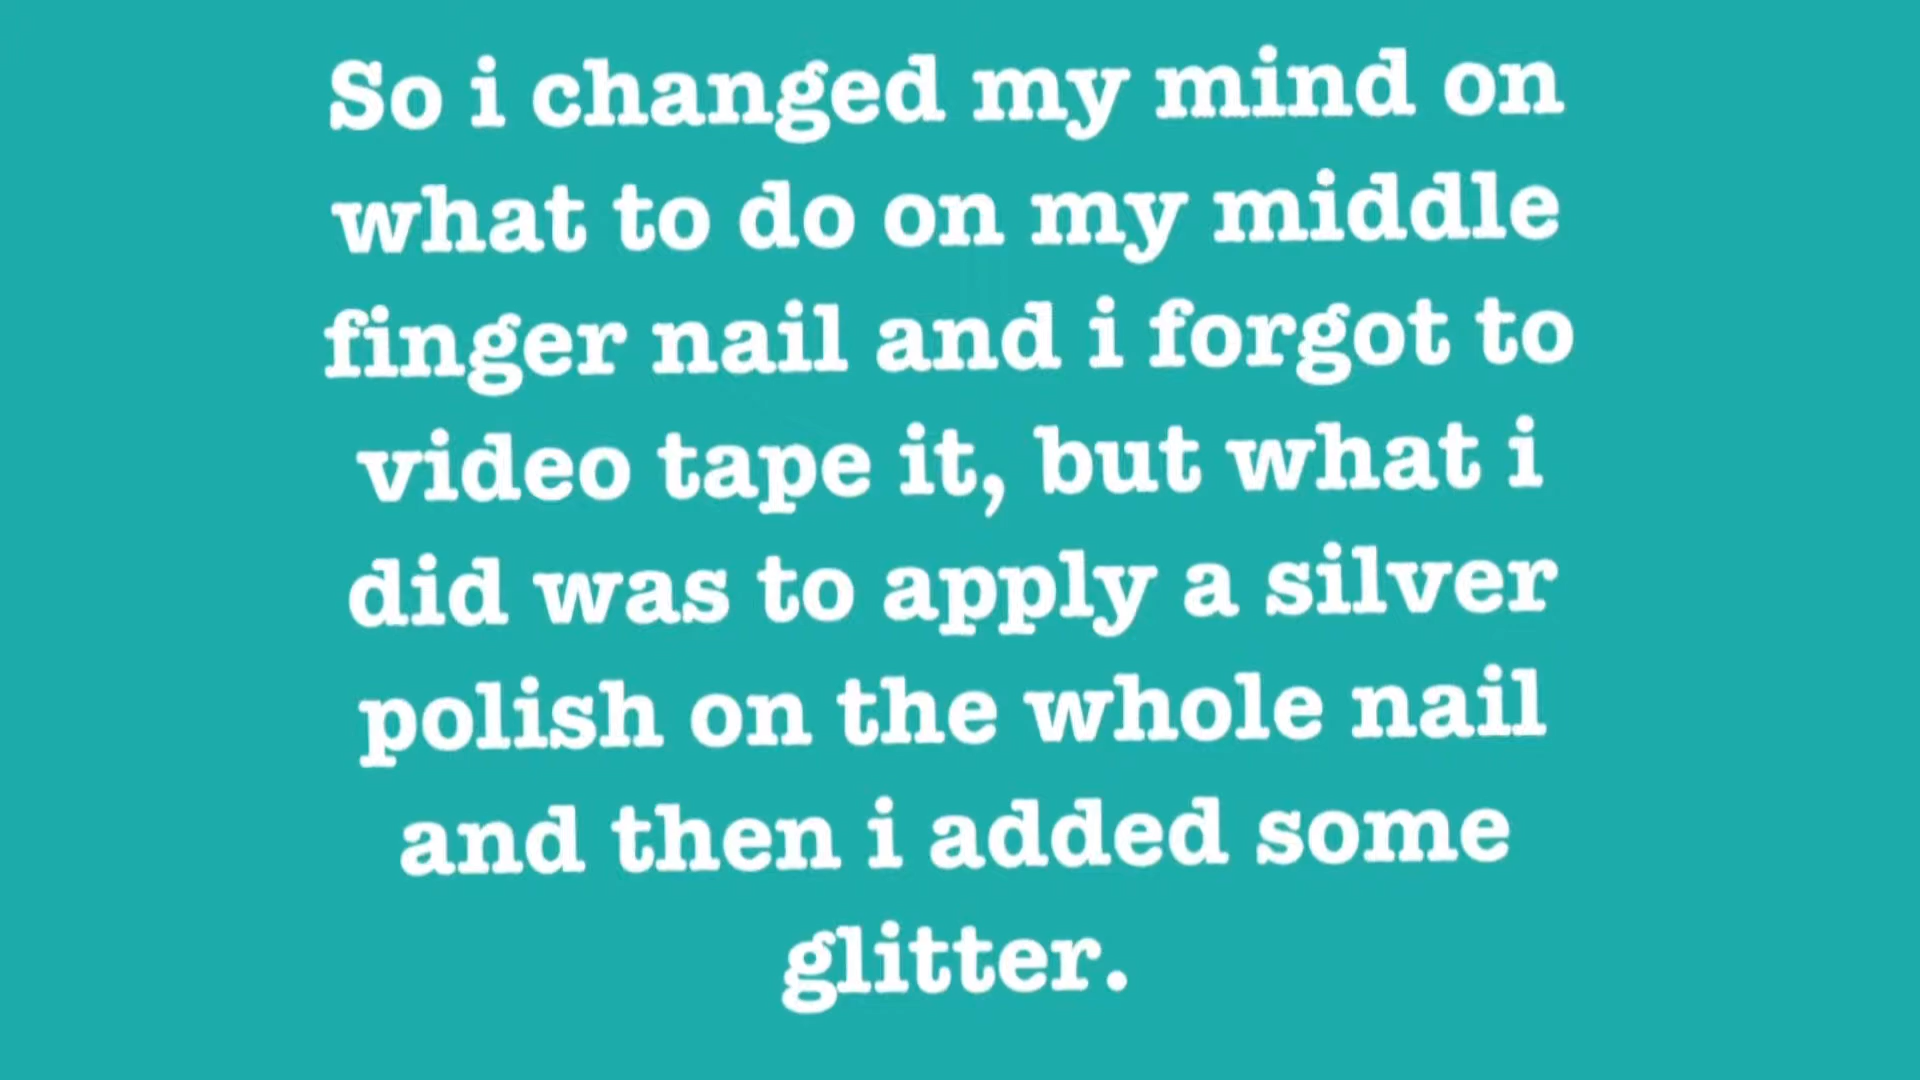 So i changed my mind on
what to do on my middle
finger nail and i forgot to
video tape it, but what i
did was to apply a silver
polish on the whole nail
and then i added some
glitter.